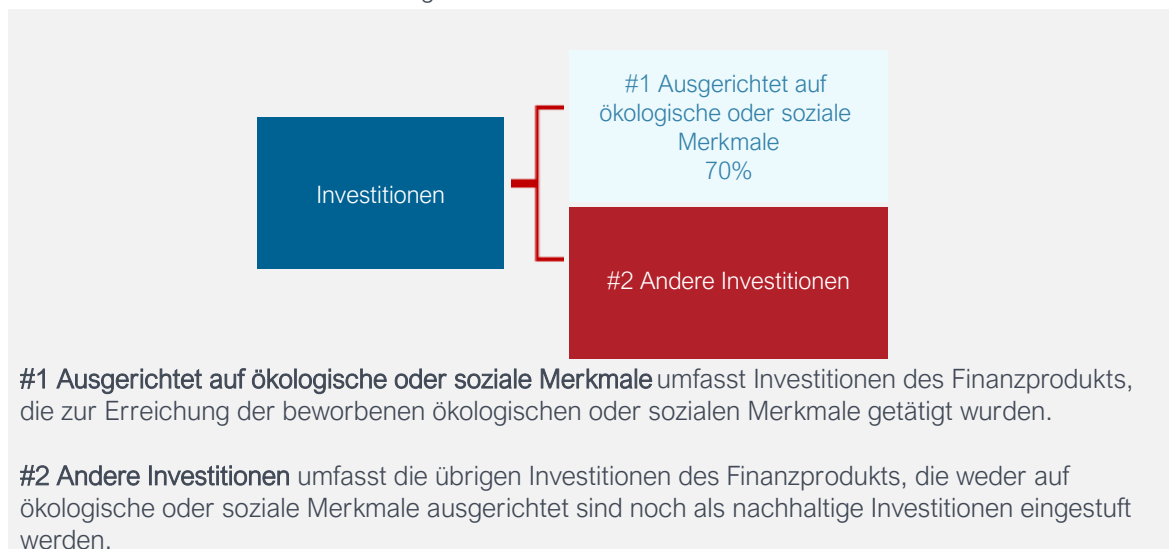 #1 Ausgerichtet auf
ökologische oder soziale
Merkmale
70%
Investitionen
#2 Andere Investitionen
#1 Ausgerichtet auf ökologische oder soziale Merkmale umfasst Investitionen des Finanzprodukts,
die zur Erreichung der beworbenen ökologischen oder sozialen Merkmale getätigt wurden.
#2 Andere Investitionen umfasst die übrigen Investitionen des Finanzprodukts, die weder auf
ökologische oder soziale Merkmale ausgerichtet sind noch als nachhaltige Investitionen eingestuft
werden.